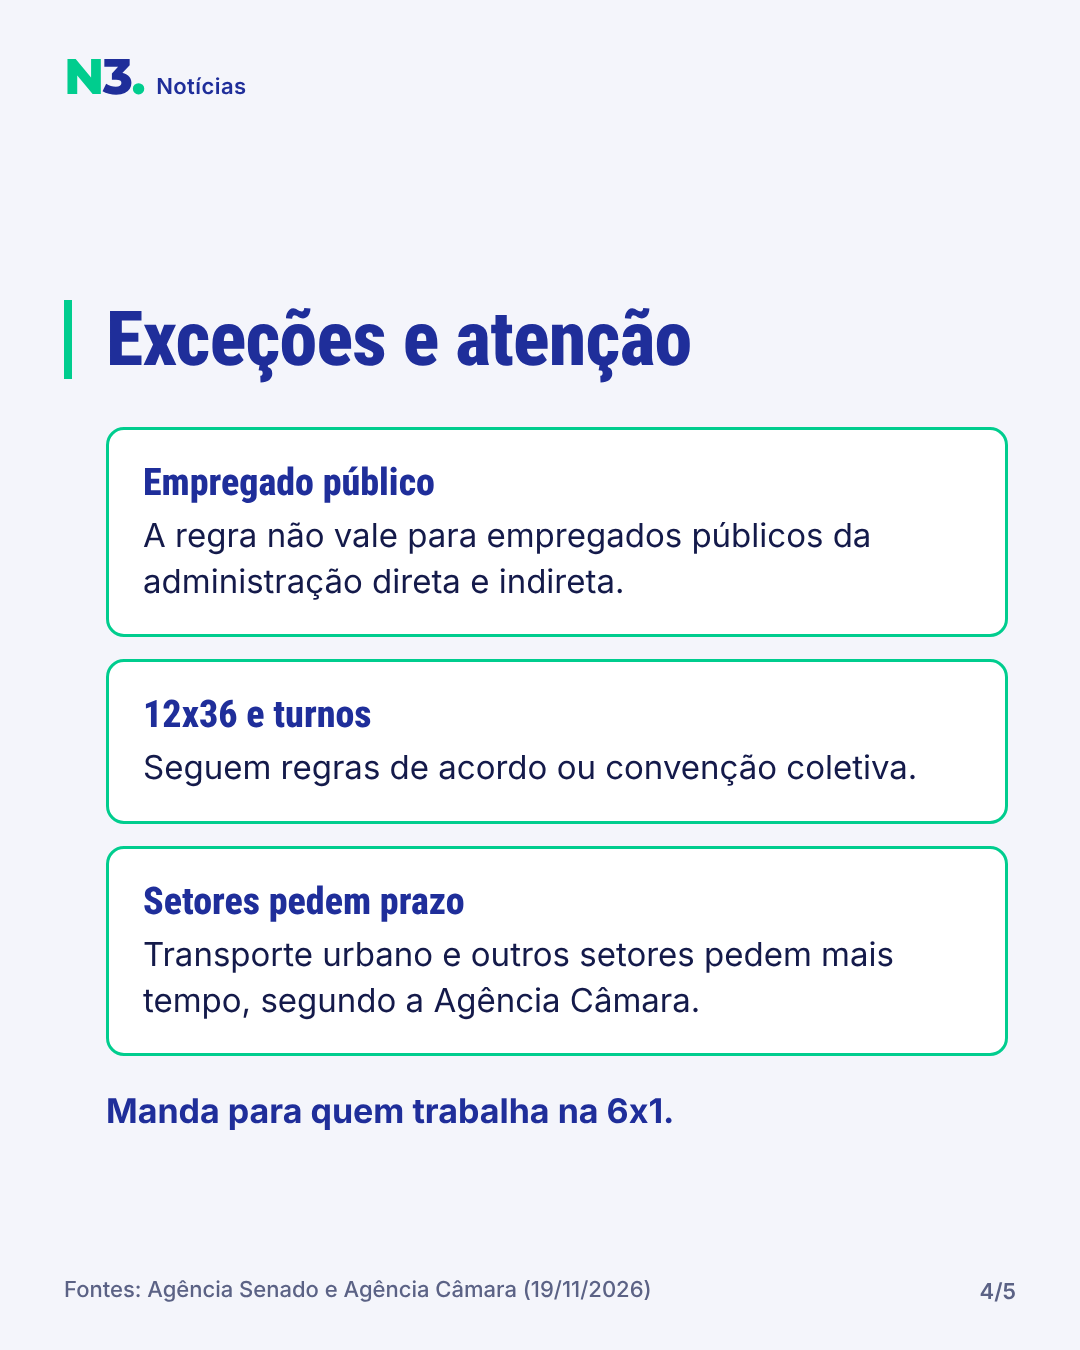 N3. Notícias
Exceções e atenção
Empregado público
A regra não vale para empregados públicos da
administração direta e indireta.
12x36 e turnos
Seguem regras de acordo ou convenção coletiva.
Setores pedem prazo
Transporte urbano e outros setores pedem mais
tempo, segundo a Agência Câmara.
Manda para quem trabalha na 6x1.
Fontes: Agência Senado e Agência Câmara (19/11/2026)
4/5